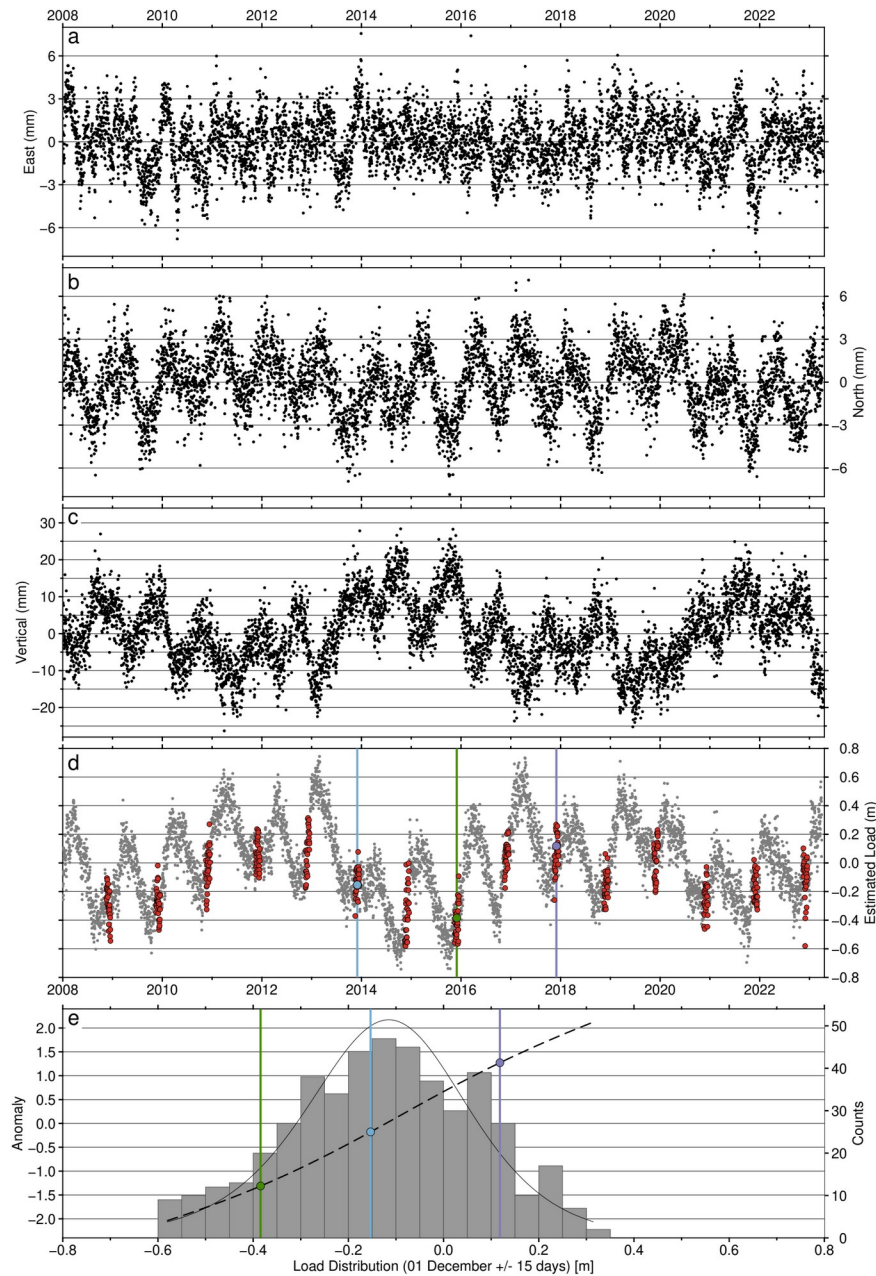 2008 2010 2012 2014 2016 2018 2020 2022
a
6
3
0
−3
−6
East (mm)
b
6
3
0
−3
−6
North (mm)
c
30
20
10
0
−10
−20
Vertical (mm)
d
0.8
0.6
0.4
0.2
0.0
−0.2
−0.4
−0.6
−0.8
Estimated Load (m)
2008 2010 2012 2014 2016 2018 2020 2022
e
2.0
1.5
1.0
0.5
0.0
−0.5
−1.0
−1.5
−2.0
Anomaly
50
40
30
20
10
0
Counts
−0.8 −0.6 −0.4 −0.2 0.0 0.2 0.4 0.6 0.8
Load Distribution (01 December +/- 15 days) [m]